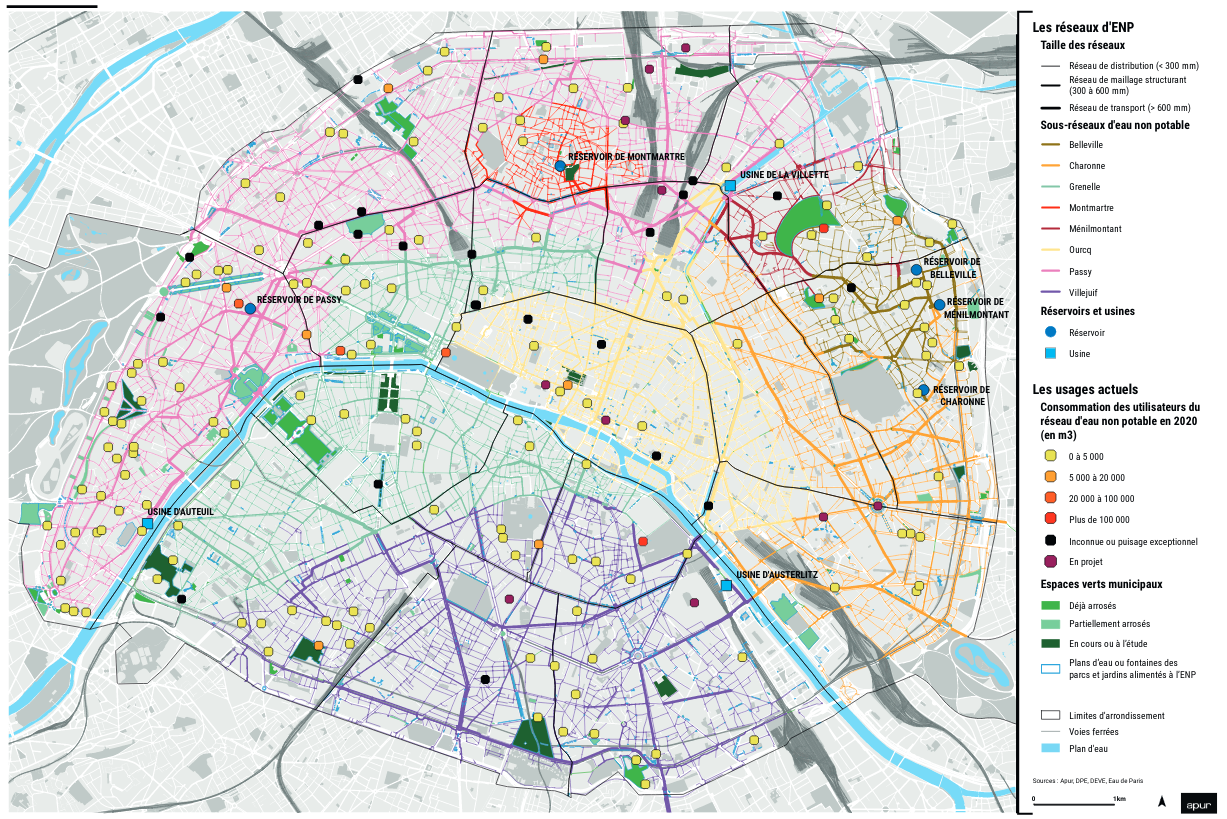 RÉSERVOIR DE MONTMARTRE
USINE DE LA VILLETTE
RÉSERVOIR DE
BELLEVILLE
RÉSERVOIR DE PASSY
RÉSERVOIR DE
MÉNILMONTANT
RÉSERVOIR DE
CHARONNE
USINE D'AUTEUIL
USINE D'AUSTERLITZ
Les réseaux d'ENP
Taille des réseaux
Réseau de distribution (< 300 mm)
Réseau de maillage structurant
(300 à 600 mm)
Réseau de transport (> 600 mm)
Sous-réseaux d'eau non potable
Belleville
Charonne
Grenelle
Montmartre
Ménilmontant
Ourcq
Passy
Villejuif
Réservoirs et usines
Réservoir
Usine
Les usages actuels
Consommation des utilisateurs du
réseau d'eau non potable en 2020
(en m3)
0 à 5 000
5 000 à 20 000
20 000 à 100 000
Plus de 100 000
Inconnue ou puisage exceptionnel
En projet
Espaces verts municipaux
Déjà arrosés
Partiellement arrosés
En cours ou à l'étude
Plans d'eau ou fontaines des
parcs et jardins alimentés à l'ENP
Limites d'arrondissement
Voies ferrées
Plan d'eau
Sources : Apur, DPE, DEVE, Eau de Paris
0 1km
apur